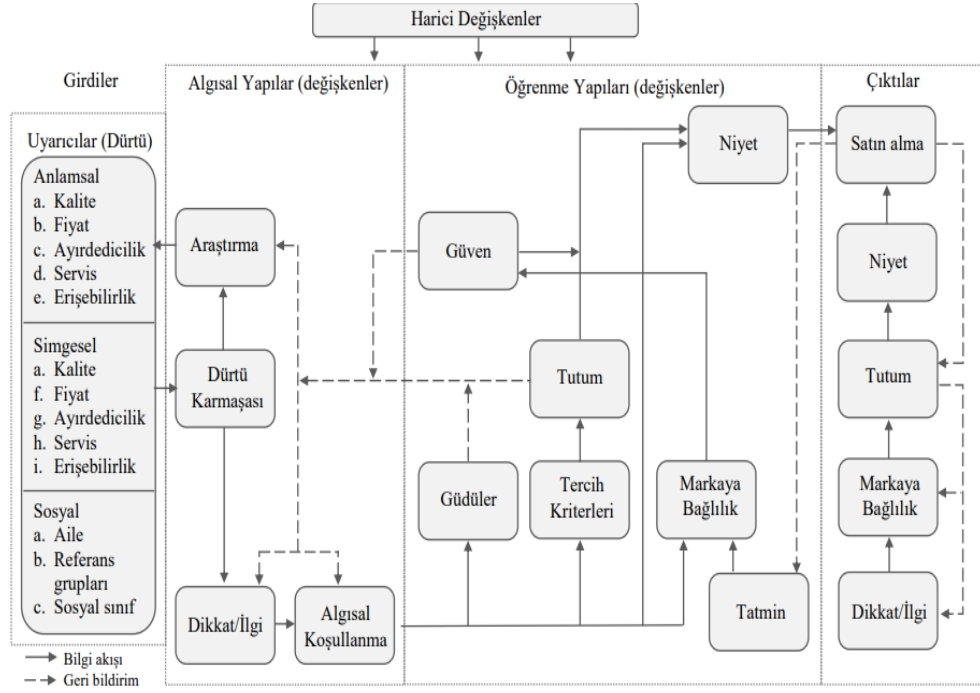 Harici Değişkenler
Girdiler
Algısal Yapılar (değişkenler)
Öğrenme Yapıları (değişkenler)
Çıktılar
Uyarıcılar (Dürtü)
Anlamsal
a. Kalite
b. Fiyat
c. Ayırdedicilik
d. Servis
e. Erişebilirlik
Simgesel
a. Kalite
f. Fiyat
g. Ayırdedicilik
h. Servis
i. Erişebilirlik
Sosyal
a. Aile
b. Referans
grupları
c. Sosyal sınıf
Araştırma
Dürtü
Karmaşası
Dikkat/İlgi
Algısal
Koşullanma
Güven
Tutum
Güdüler
Tercih
Kriterleri
Markaya
Bağlılık
Tatmin
Niyet
Satın alma
Niyet
Tutum
Markaya
Bağlılık
Dikkat/İlgi
Bilgi akışı
Geri bildirim